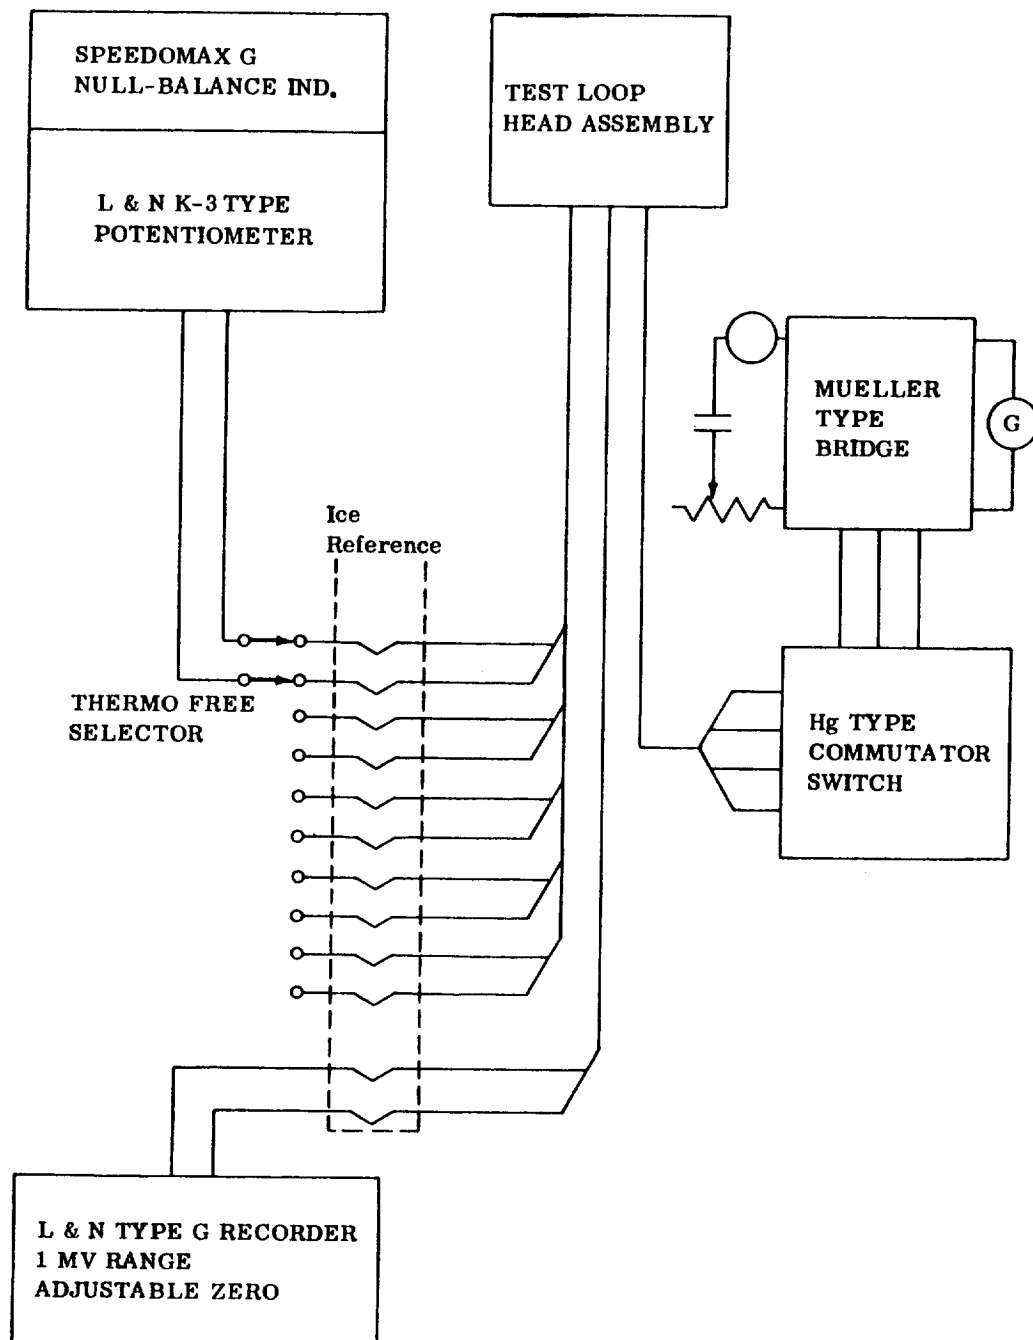 SPEEDOMAX G
NULL-BALANCE IND.
L & N K-3 TYPE
POTENTIOMETER
TEST LOOP
HEAD ASSEMBLY
MUELLER
TYPE
BRIDGE
G
Ice
Reference
THERMO FREE
SELECTOR
Hg TYPE
COMMUTATOR
SWITCH
L & N TYPE G RECORDER
1 MV RANGE
ADJUSTABLE ZERO